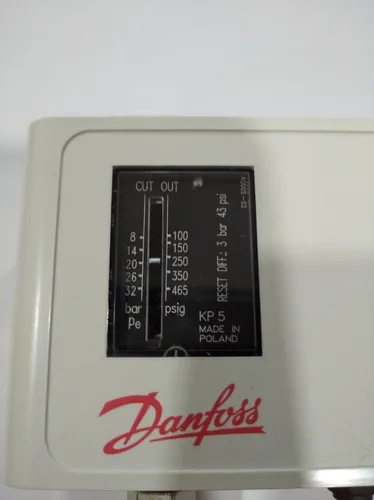 CUT OUT
8 100
14 150
20 250
26 350
32 465
bar psig
Pe
RESET DIFF.: 3 bar 43 psi
KP 5
MADE IN
POLAND
Danfoss